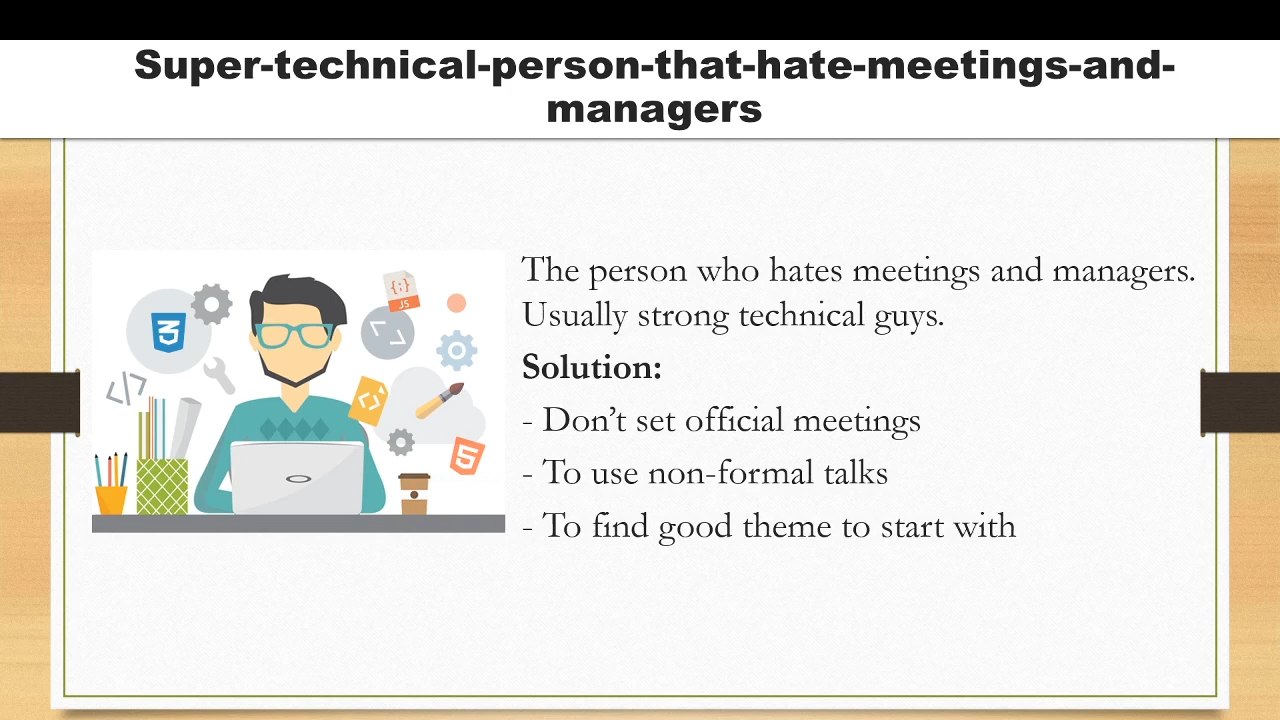 Super-technical-person-that-hate-meetings-and-
managers
JS
The person who hates meetings and managers.
Usually strong technical guys.
Solution:
- Don’t set official meetings
- To use non-formal talks
- To find good theme to start with
3
{;}
</>
<>
5